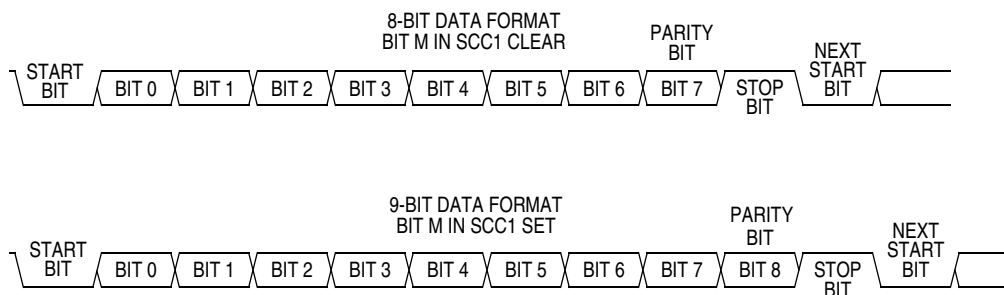 8-BIT DATA FORMAT
BIT M IN SCC1 CLEAR
PARITY
BIT
START
BIT
BIT 0
BIT 1
BIT 2
BIT 3
BIT 4
BIT 5
BIT 6
BIT 7
STOP
BIT
NEXT
START
BIT
9-BIT DATA FORMAT
BIT M IN SCC1 SET
PARITY
BIT
START
BIT
BIT 0
BIT 1
BIT 2
BIT 3
BIT 4
BIT 5
BIT 6
BIT 7
BIT 8
STOP
BIT
NEXT
START
BIT